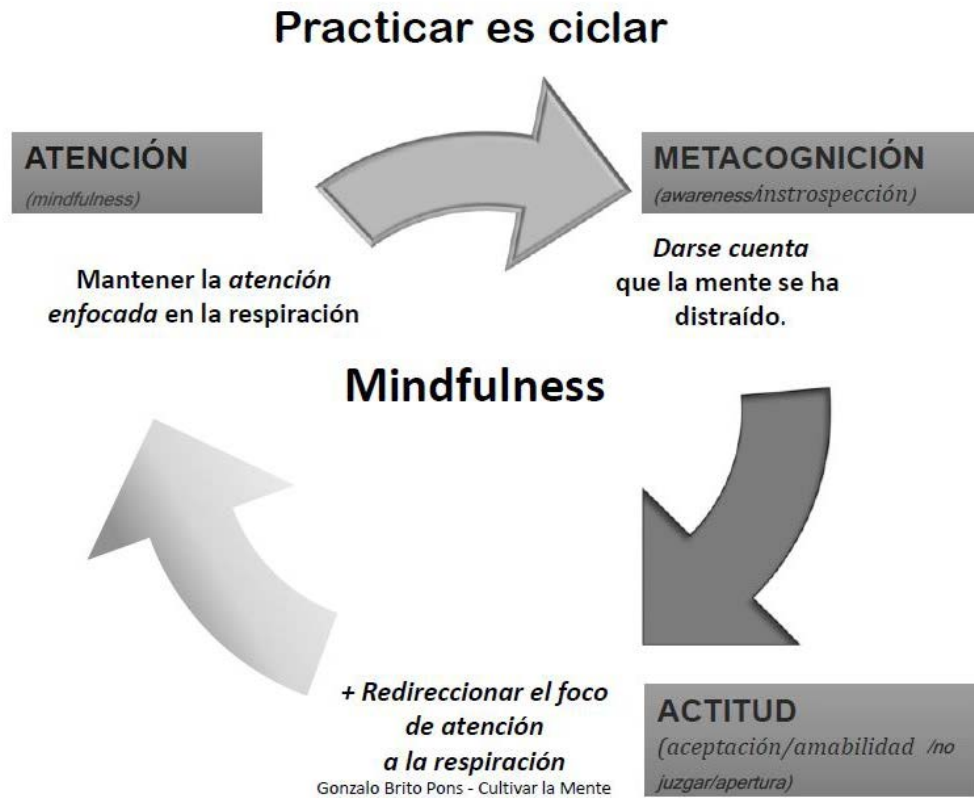 Practicar es ciclar
ATENCIÓN
(mindfulness)
Mantener la atención
enfocada en la respiración
METACOGNICIÓN
(awareness/instrospección)
Darse cuenta
que la mente se ha
distraído.
Mindfulness
+ Redireccionar el foco
de atención
a la respiración
Gonzalo Brito Pons - Cultivar la Mente
ACTITUD
(aceptación/amabilidad /no
juzgar/apertura)